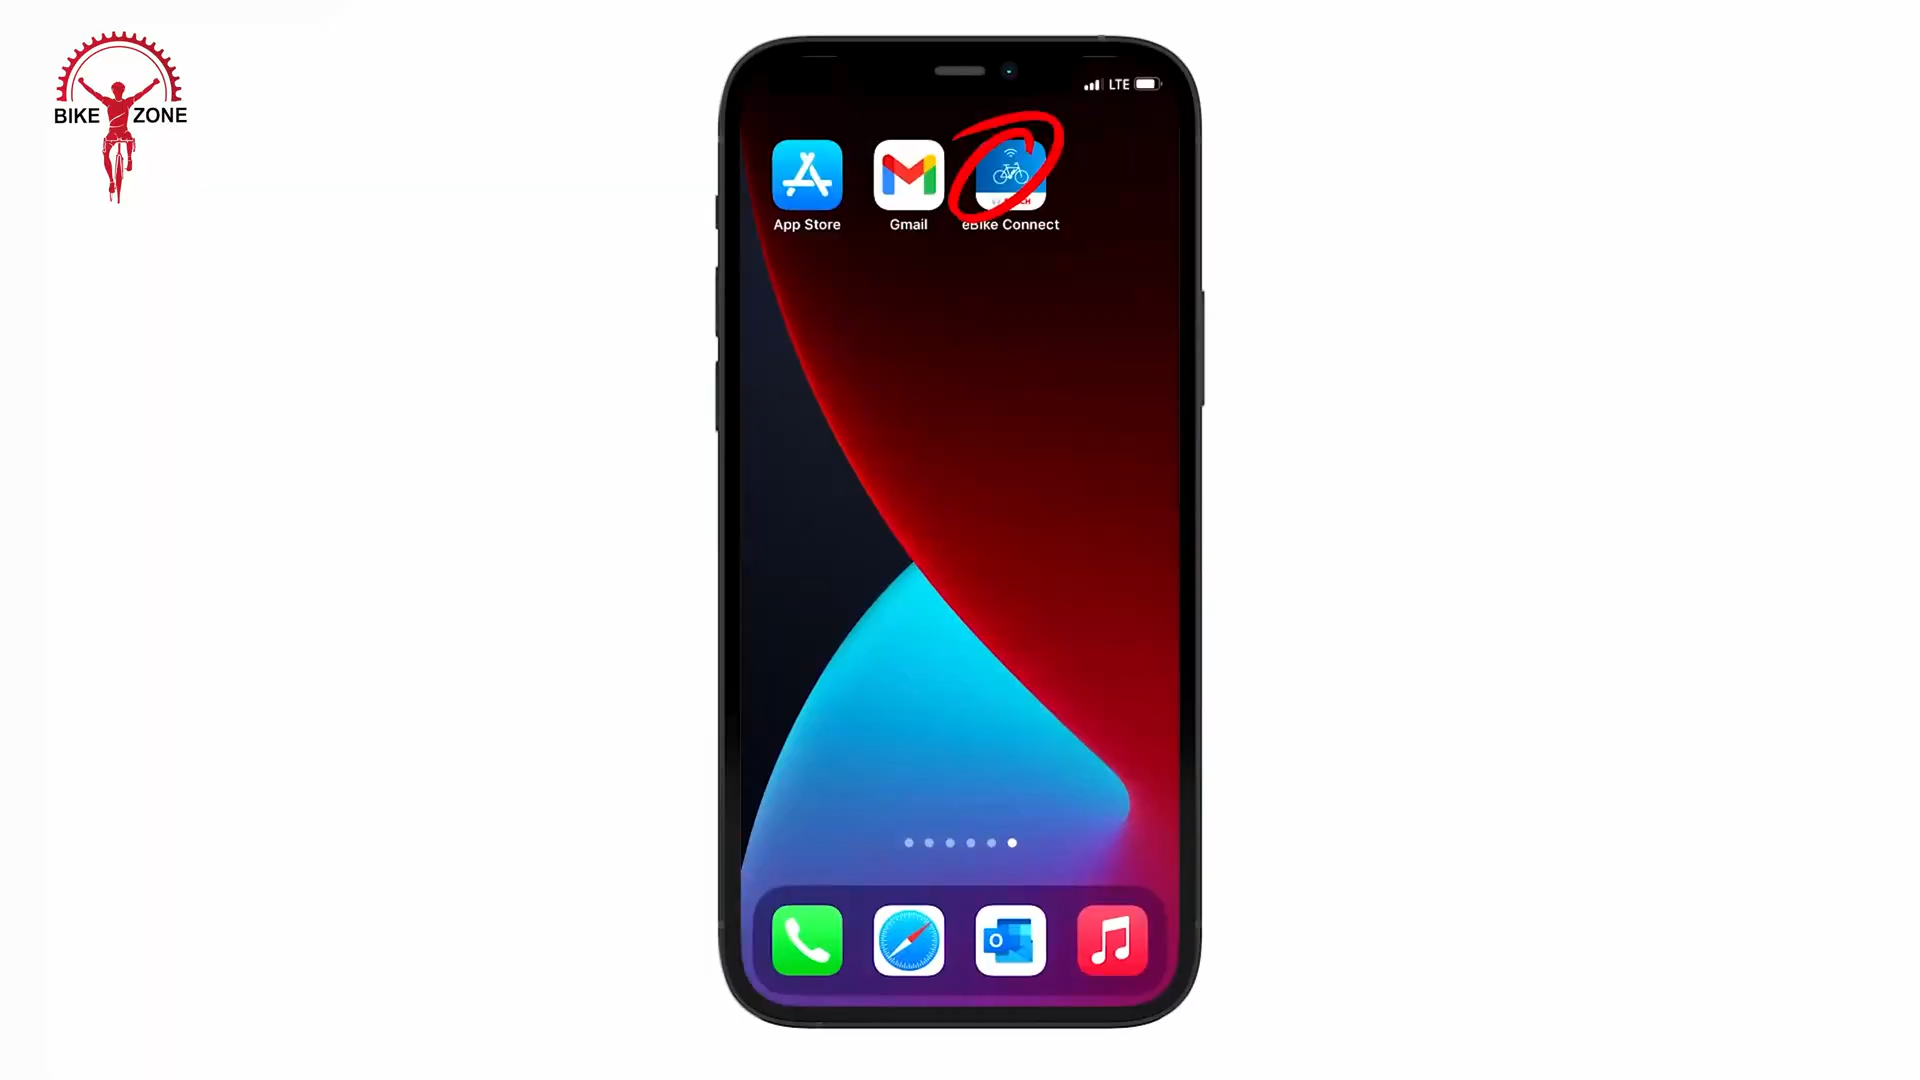 BIKE ZONE
LTE
App Store
Gmail
eBike Connect